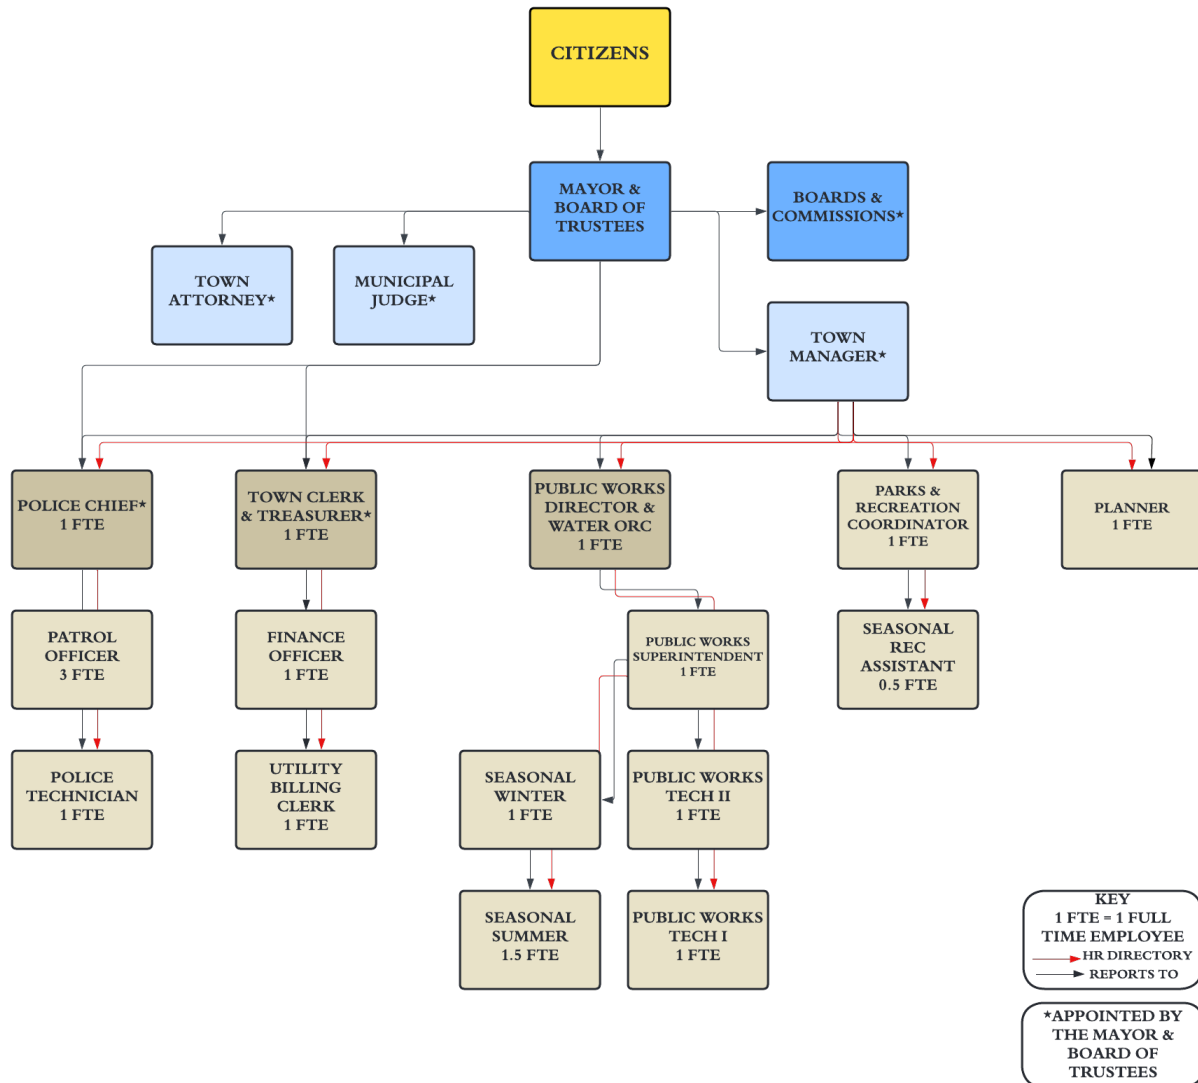 CITIZENS
MAYOR &
BOARD OF
TRUSTEES
BOARDS &
COMMISSIONS★
TOWN
ATTORNEY★
MUNICIPAL
JUDGE★
TOWN
MANAGER★
POLICE CHIEF★
1 FTE
TOWN CLERK
& TREASURER★
1 FTE
PUBLIC WORKS
DIRECTOR &
WATER ORC
1 FTE
PARKS &
RECREATION
COORDINATOR
1 FTE
PLANNER
1 FTE
PATROL
OFFICER
3 FTE
FINANCE
OFFICER
1 FTE
PUBLIC WORKS
SUPERINTENDENT
1 FTE
SEASONAL
REC
ASSISTANT
0.5 FTE
POLICE
TECHNICIAN
1 FTE
UTILITY
BILLING
CLERK
1 FTE
SEASONAL
WINTER
1 FTE
PUBLIC WORKS
TECH II
1 FTE
SEASONAL
SUMMER
1.5 FTE
PUBLIC WORKS
TECH I
1 FTE
KEY
1 FTE = 1 FULL
TIME EMPLOYEE
HR DIRECTORY
REPORTS TO
★APPOINTED BY
THE MAYOR &
BOARD OF
TRUSTEES